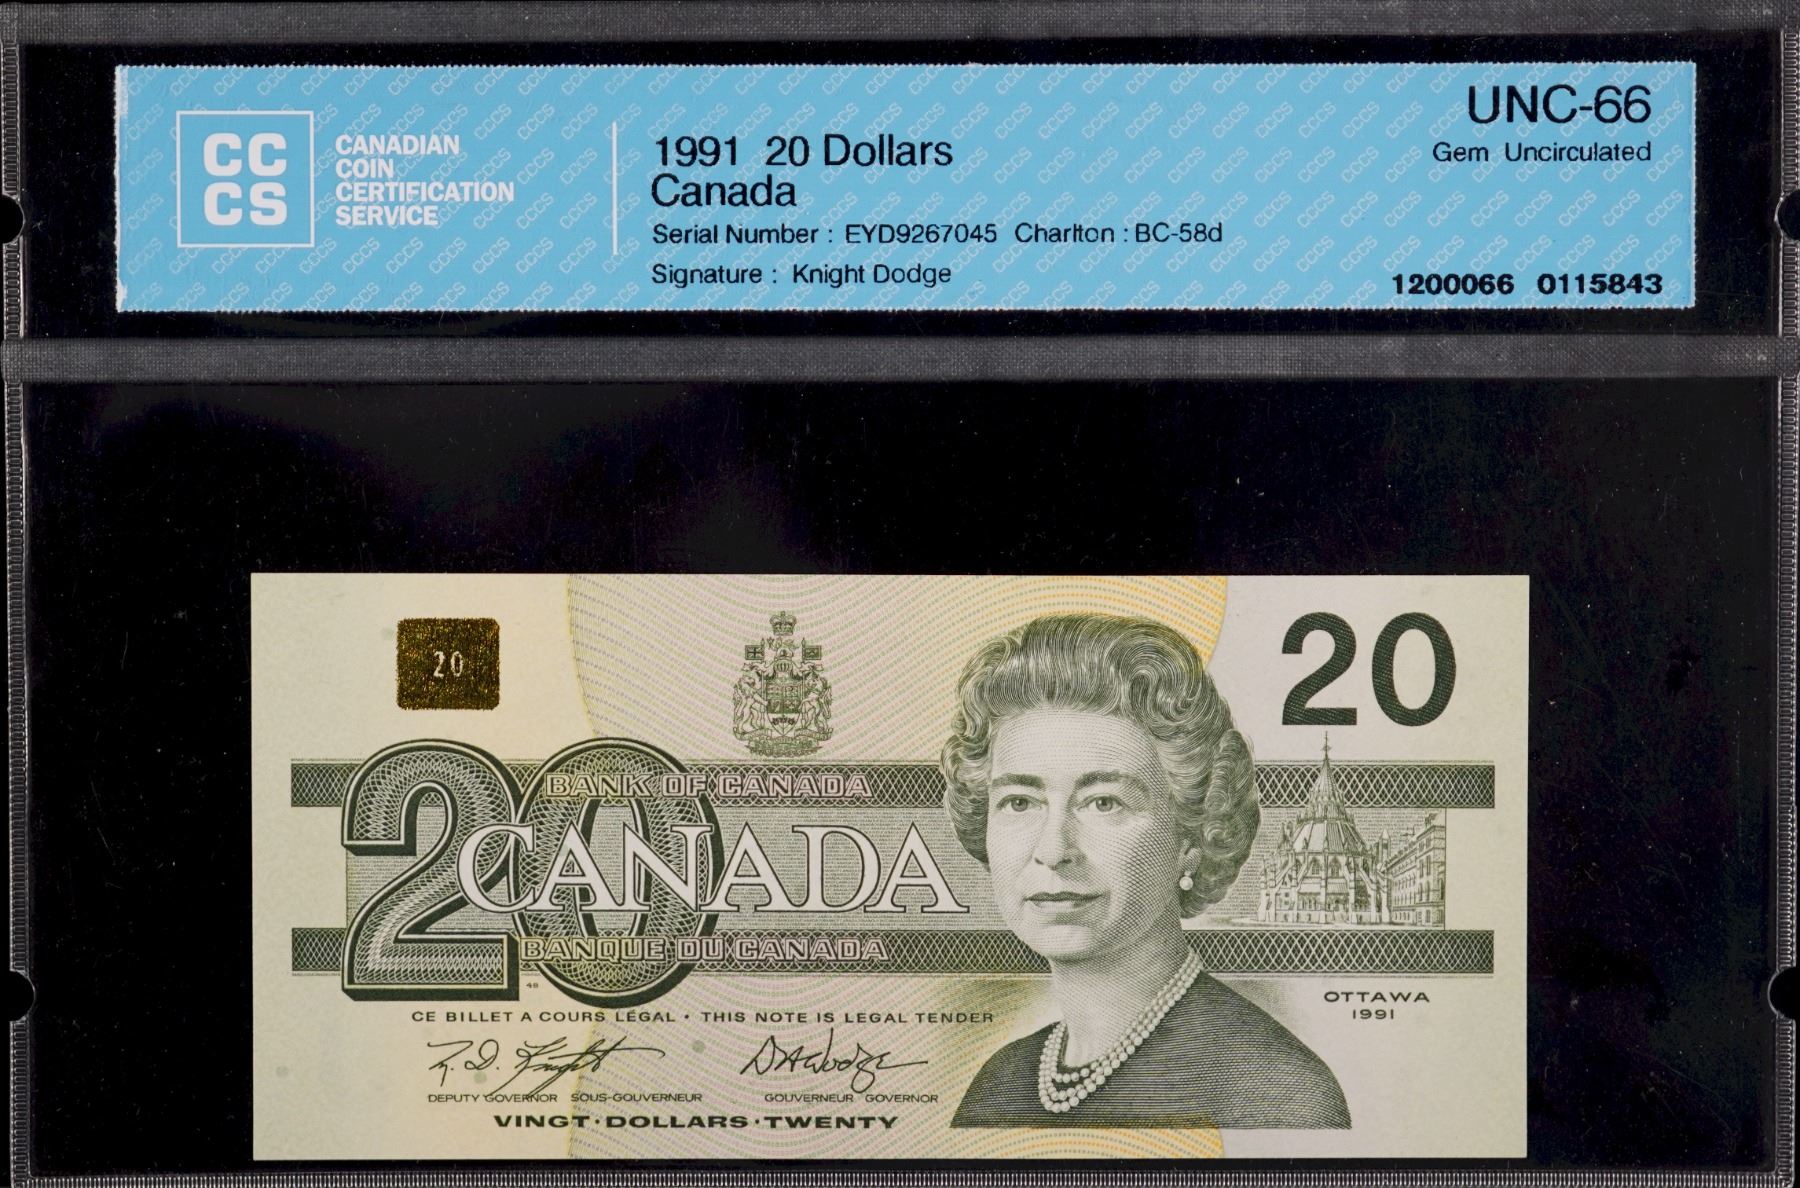 CC
CS
CANADIAN
COIN
CERTIFICATION
SERVICE
1991 20 Dollars
Canada
Serial Number : EYD9267045 Charlton : BC-58d
Signature : Knight Dodge
UNC-66
Gem Uncirculated
1200066 0115843
20
20
20
BANK OF CANADA
CANADA
BANQUE DU CANADA
48
OTTAWA
1991
CE BILLET A COURS LÉGAL • THIS NOTE IS LEGAL TENDER
DEPUTY GOVERNOR SOUS-GOUVERNEUR
GOUVERNEUR GOVERNOR
VINGT·DOLLARS·TWENTY